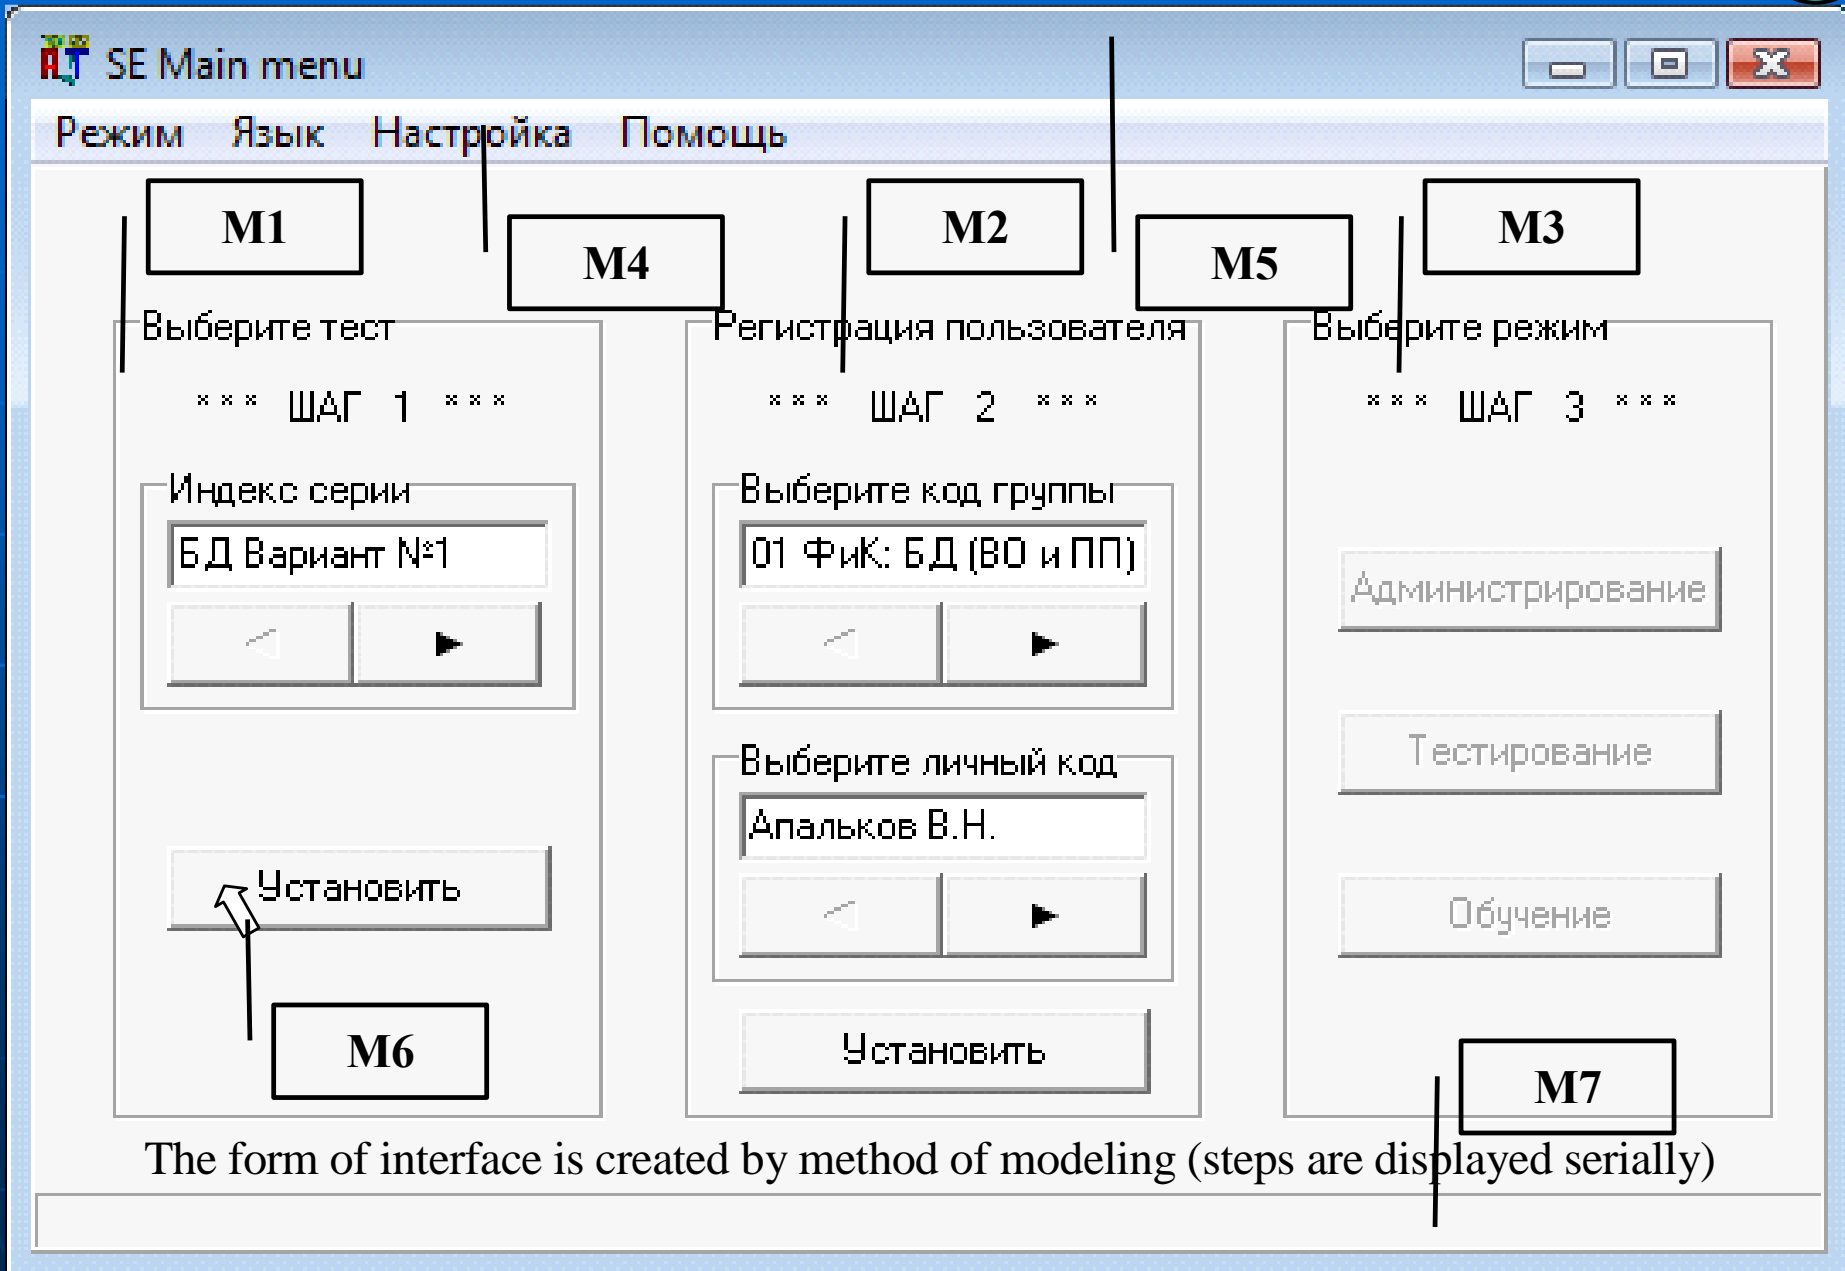 SE Main menu
Режим Язык Настройка Помощь
M1
M4
M2
M5
M3
Выберите тест
*** ШАГ 1 ***
Индекс серии
БД Вариант №1
Установить
M6
Регистрация пользователя
*** ШАГ 2 ***
Выберите код группы
01 ФиК: БД (ВО и ПП)
Выберите личный код
Апальков В.Н.
Установить
Выберите режим
*** ШАГ 3 ***
Администрирование
Тестирование
Обучение
M7
The form of interface is created by method of modeling (steps are displayed serially)